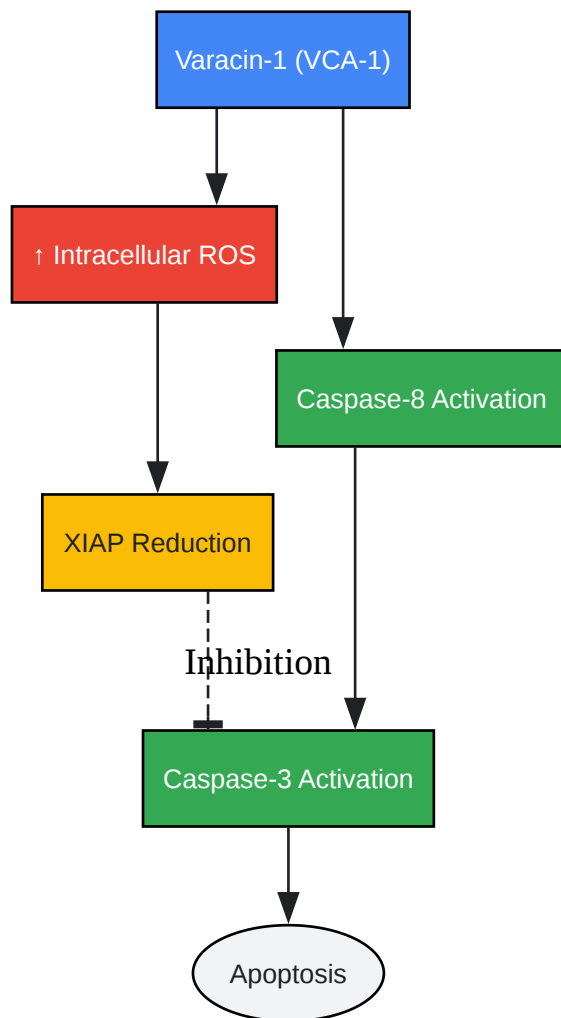 Varacin-1 (VCA-1)
↑ Intracellular ROS
Caspase-8 Activation
XIAP Reduction
Inhibition
Caspase-3 Activation
Apoptosis